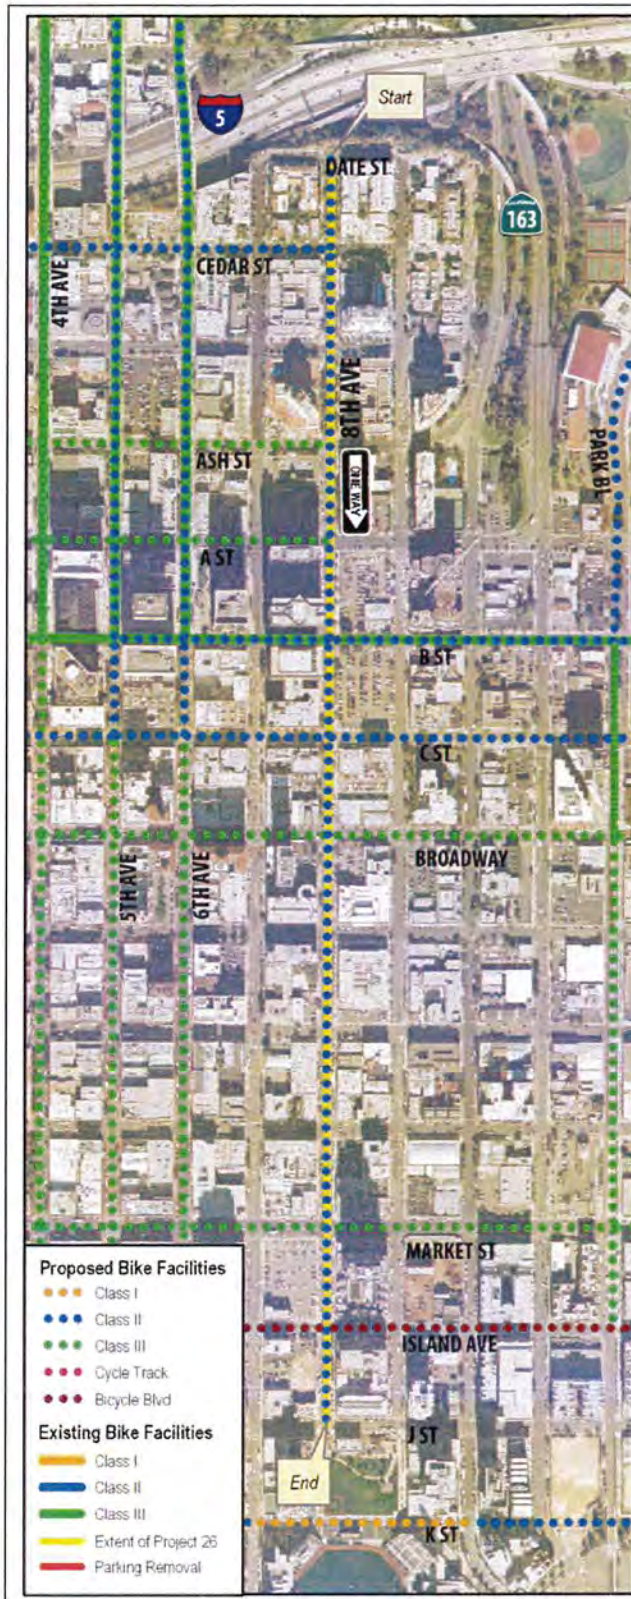 Start
5
DATE ST
CALIFORNIA
163
CEDAR ST
4TH AVE
8TH AVE
PARK BL
ASH ST
ONE WAY
A ST
B ST
C ST
BROADWAY
5TH AVE
6TH AVE
MARKET ST
ISLAND AVE
J ST
End
K ST
Proposed Bike Facilities
Class I
Class II
Class III
Cycle Track
Bicycle Blvd
Existing Bike Facilities
Class I
Class II
Class III
Extent of Project 26
Parking Removal